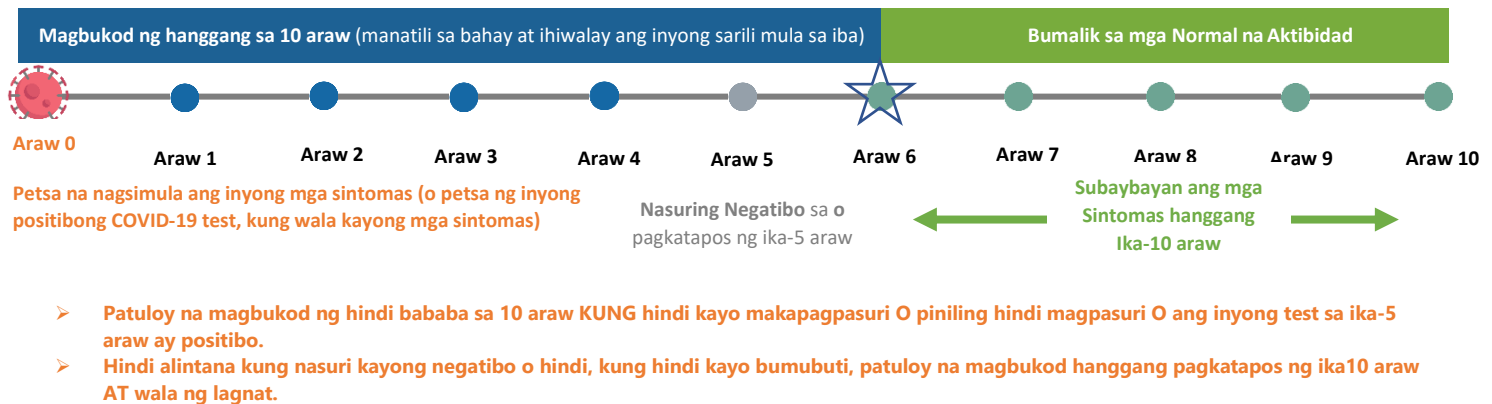 Magbukod ng hanggang sa 10 araw (manatili sa bahay at ihiwalay ang inyong sarili mula sa iba)
Bumalik sa mga Normal na Aktibidad
Araw 0
Araw 1
Araw 2
Araw 3
Araw 4
Araw 5
Araw 6
Araw 7
Araw 8
Araw 9
Araw 10
Petsa na nagsimula ang inyong mga sintomas (o petsa ng inyong
positibong COVID-19 test, kung wala kayong mga sintomas)
Nasuring Negatibo sa o
pagkatapos ng ika-5 araw
Subaybayan ang mga
Sintomas hanggang
Ika-10 araw
➢ Patuloy na magbukod ng hindi bababa sa 10 araw KUNG hindi kayo makapagpasuri O piniling hindi magpasuri O ang inyong test sa ika-5
araw ay positibo.
➢ Hindi alintana kung nasuri kayong negatibo o hindi, kung hindi kayo bumubuti, patuloy na magbukod hanggang pagkatapos ng ika10 araw
AT wala ng lagnat.